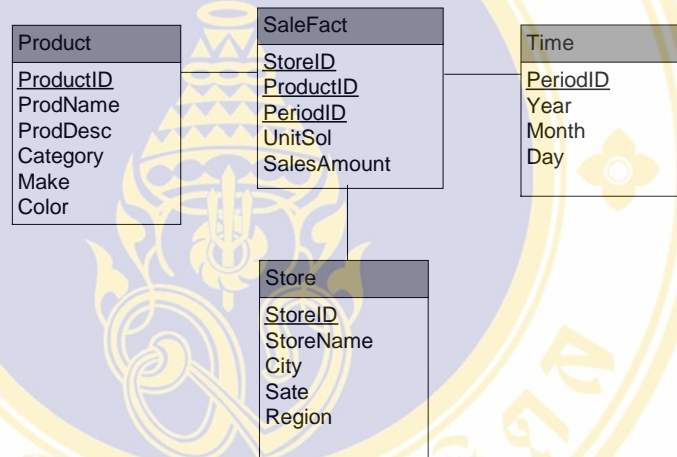 Product
ProductID
ProdName
ProdDesc
Category
Make
Color
SaleFact
StoreID
ProductID
PeriodID
UnitSol
SalesAmount
Time
PeriodID
Year
Month
Day
Store
StoreID
StoreName
City
Sate
Region